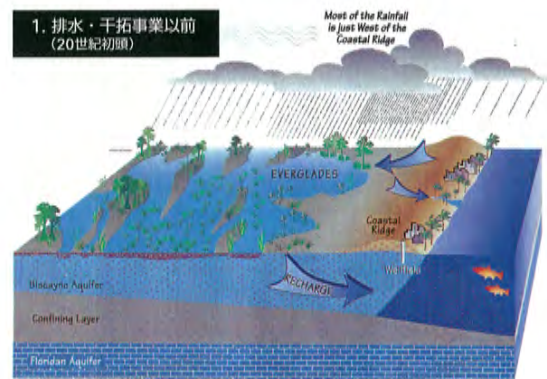 1. 排水・干拓事業以前
(20世紀初頭)
Most of the Rainfall
is just West of the
Coastal Ridge
EVERGLADES
Coastal
Ridge
Wellfields
Biscayne Aquifer
RECHARGE
Confining Layer
Floridan Aquifer